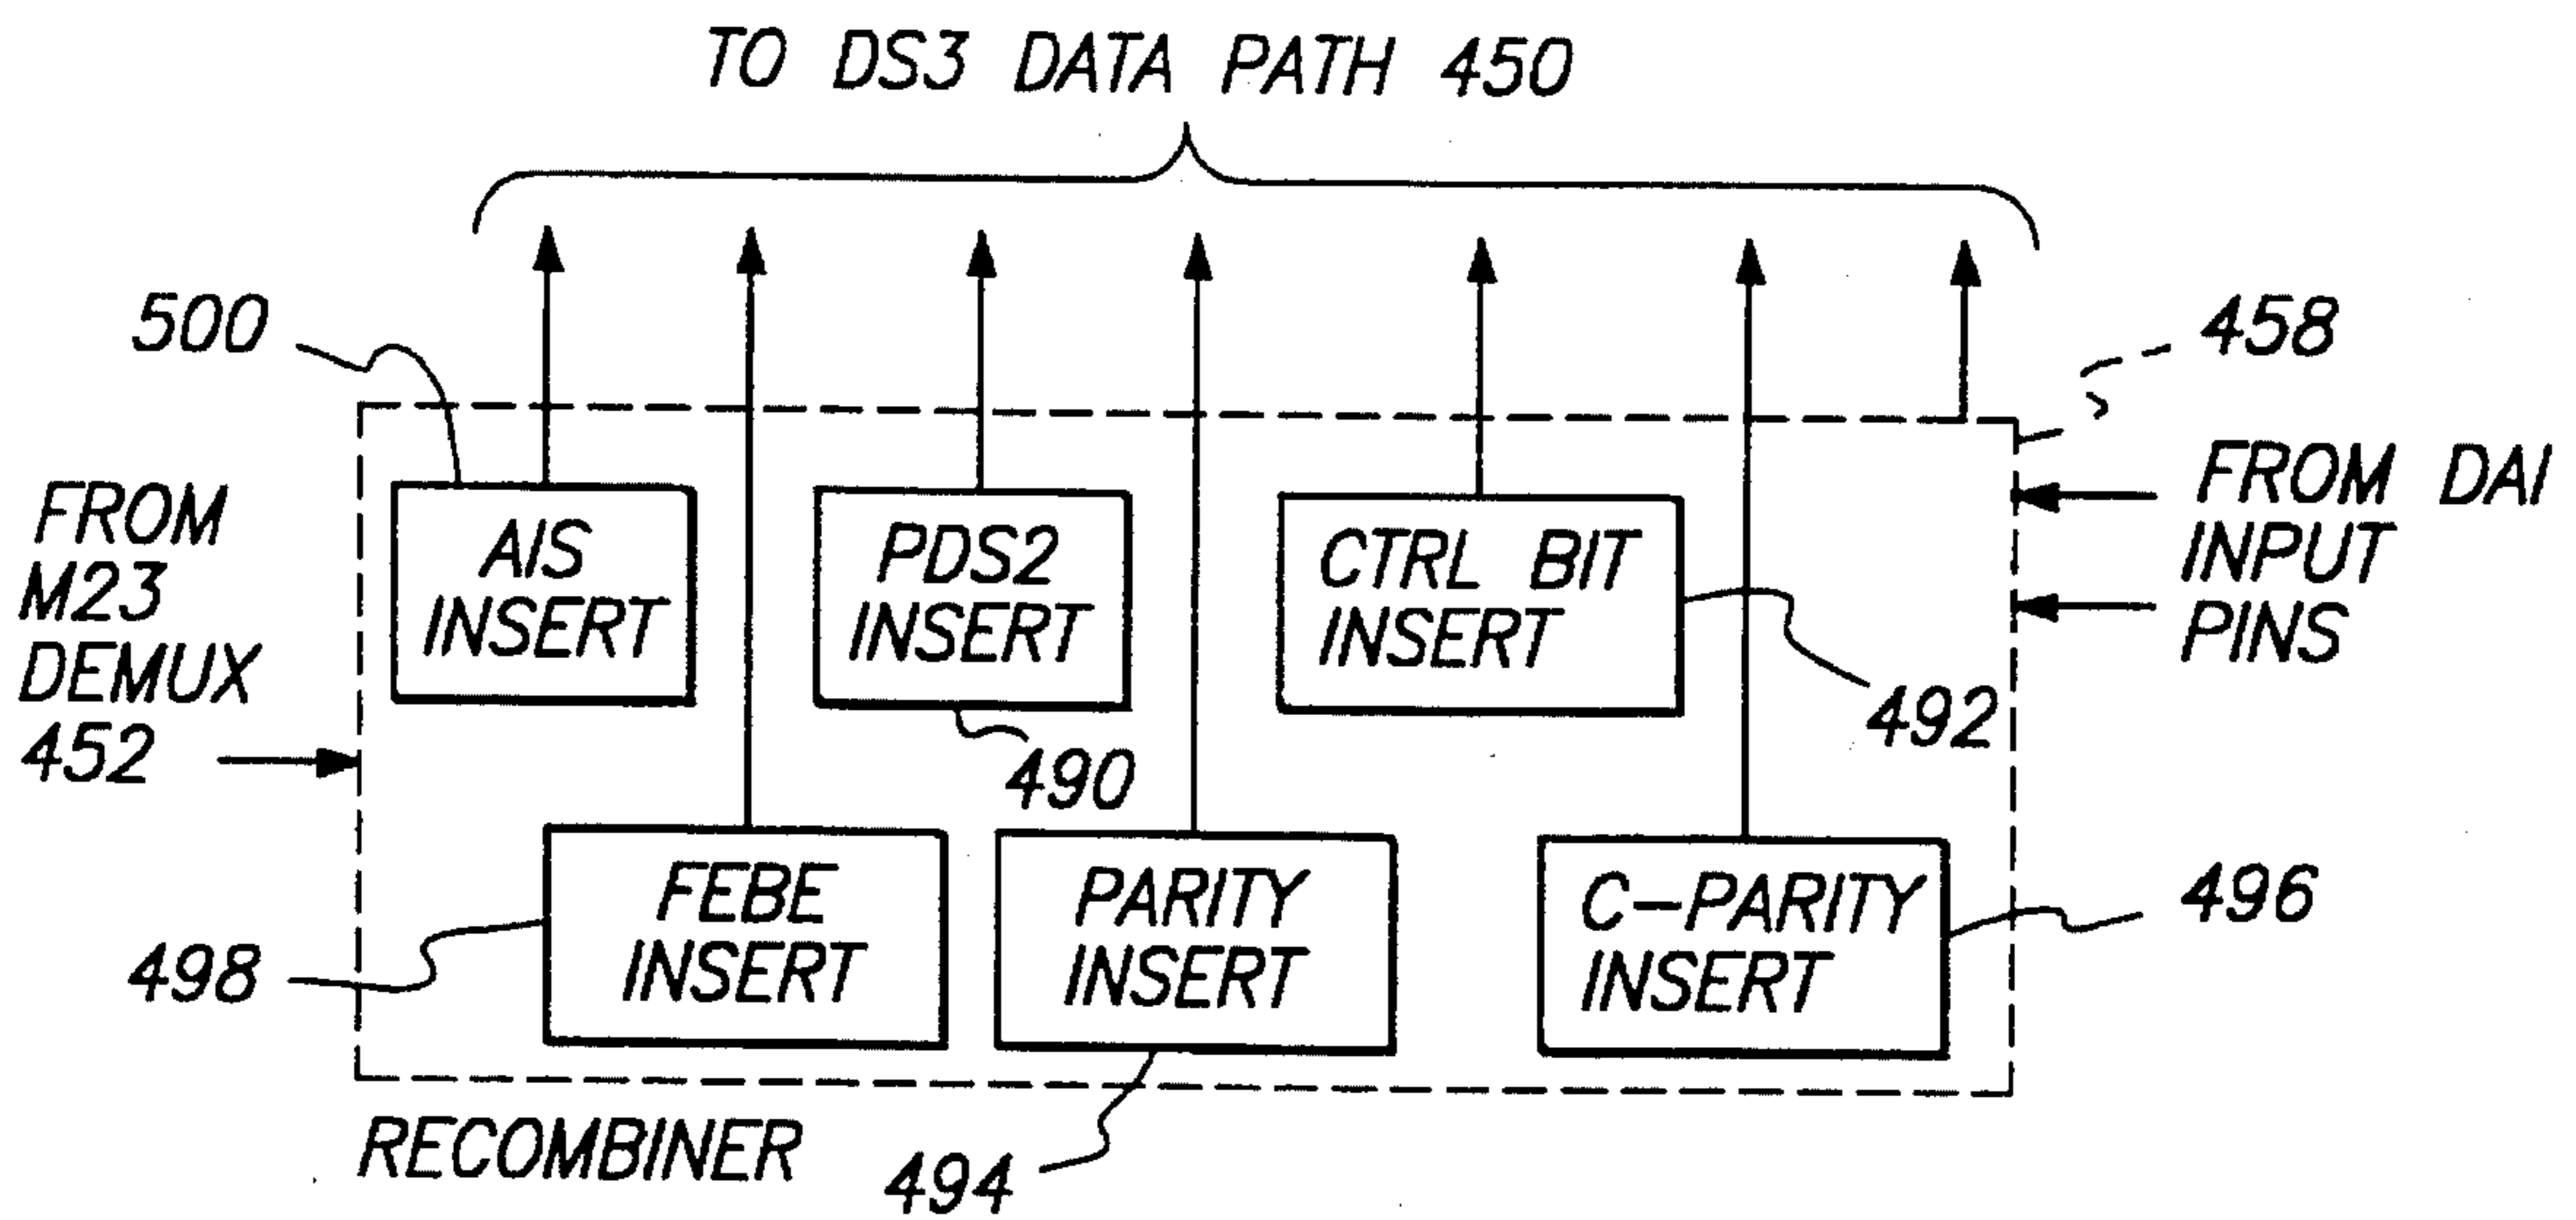 TO DS3 DATA PATH 450
500
458
FROM
M23
DEMUX
452
AIS
INSERT
PDS2
INSERT
490
CTRL BIT
INSERT
492
FROM DAI
INPUT
PINS
498
FEBE
INSERT
PARITY
INSERT
C-PARITY
INSERT
496
RECOMBINER
494